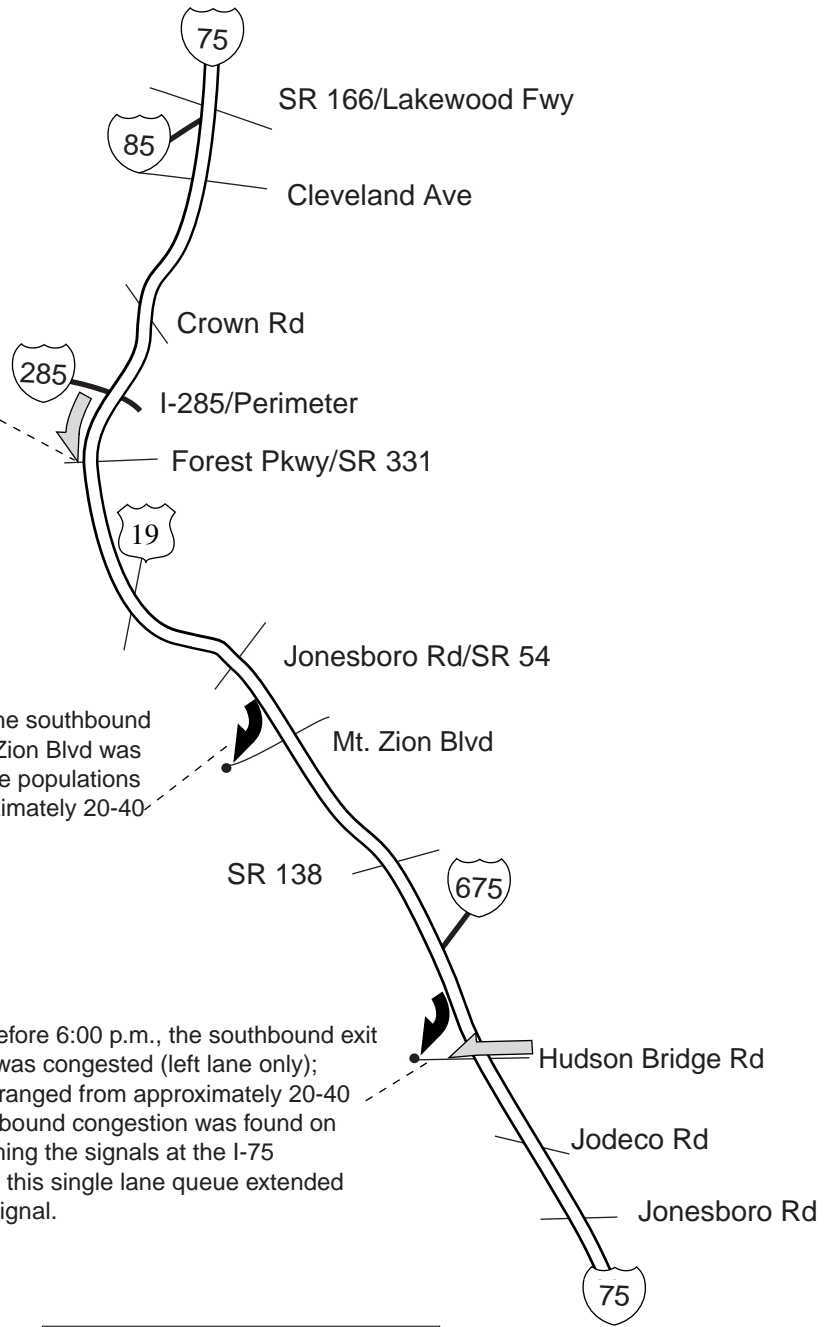 75
SR 166/Lakewood Fwy
85
Cleveland Ave
Crown Rd
285
I-285/Perimeter
Forest Pkwy/SR 331
19
Jonesboro Rd/SR 54
he southbound
Zion Blvd was
Mt. Zion Blvd
e populations
ximately 20-40
SR 138
675
efore 6:00 p.m., the southbound exit
was congested (left lane only);
Hudson Bridge Rd
ranged from approximately 20-40
bound congestion was found on
hing the signals at the I-75
Jodeco Rd
this single lane queue extended
ignal.
Jonesboro Rd
75